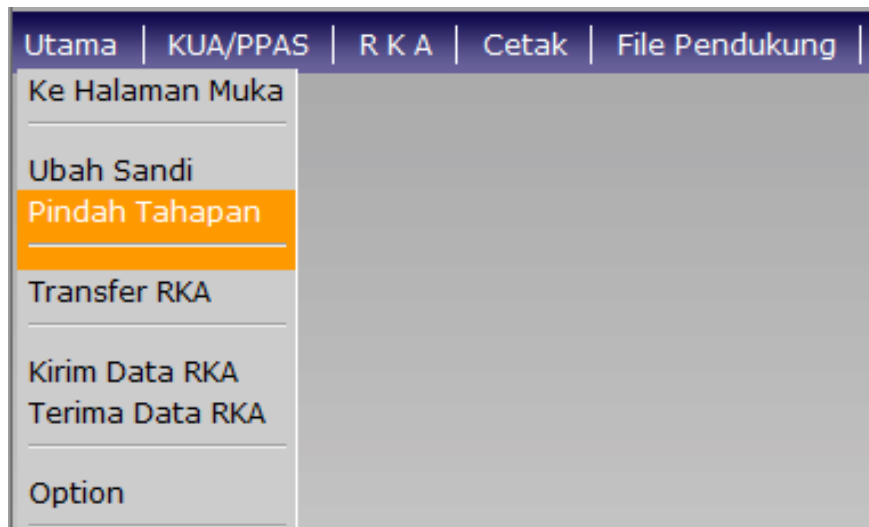 Utama | KUA/PPAS | R K A | Cetak | File Pendukung |
Ke Halaman Muka
Ubah Sandi
Pindah Tahapan
Transfer RKA
Kirim Data RKA
Terima Data RKA
Option